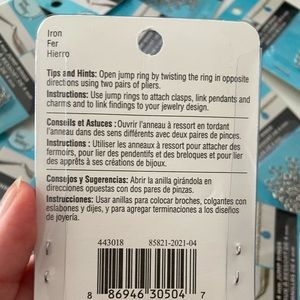 Iron
Fer
Hierro
Tips and Hints: Open jump ring by twisting the ring in opposite
directions using two pairs of pliers.
Instructions: Use jump rings to attach clasps, link pendants and
charms and to link findings to your jewelry design.
Conseils et Astuces : Ouvrir l'anneau à ressort en tordant
l'anneau dans des sens différents avec deux paires de pinces.
Instructions : Utiliser les anneaux à ressort pour attacher des
fermoirs, pour lier des pendentifs et des breloques et pour lier
des apprêts à ses créations de bijoux.
Consejos y Sugerencias: Abrir la anilla girándola en
direcciones opuestas con dos pares de pinzas.
Instrucciones: Usar anillas para colocar broches, colgantes con
eslabones y dijes, y para agregar terminaciones a los diseños
de joyería.
443018 85821-2021-04
8 86946 30504 7